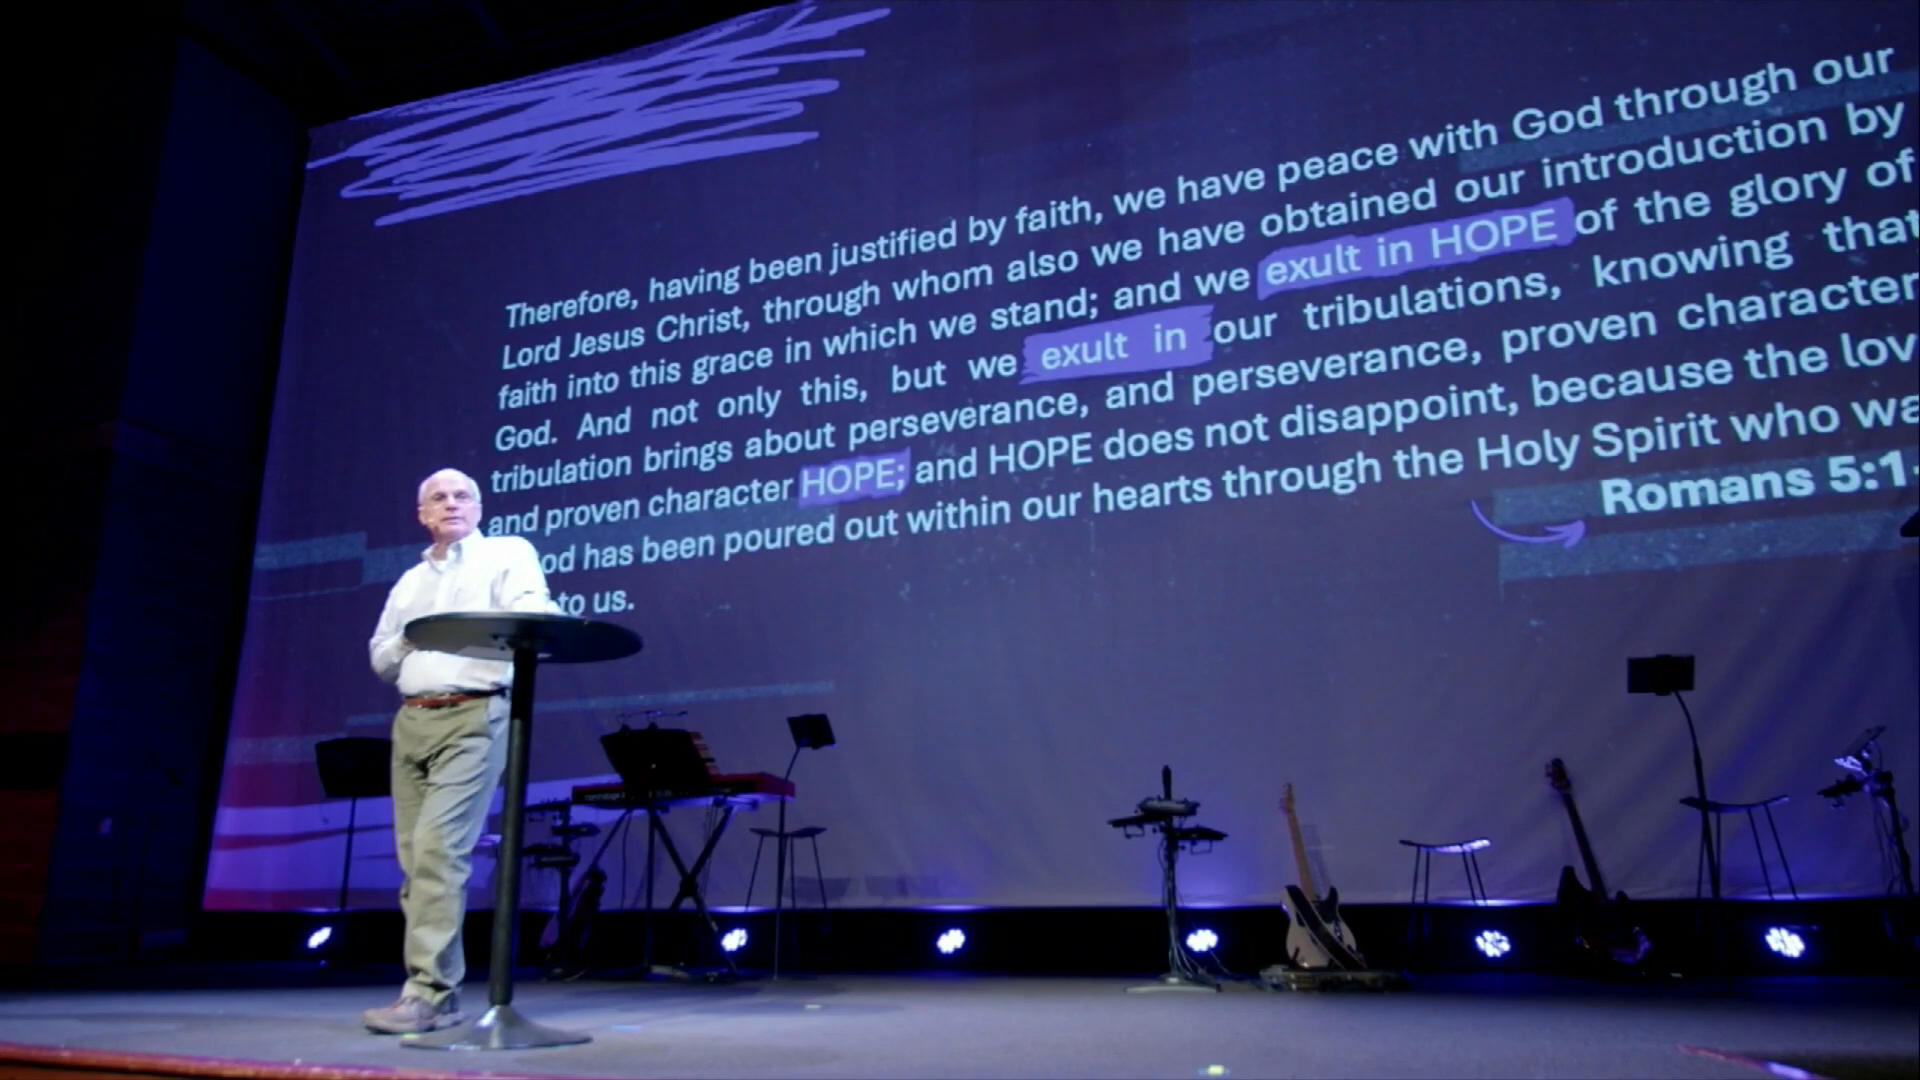 Therefore, having been justified by faith, we have peace with God through our
Lord Jesus Christ, through whom also we have obtained our introduction by
faith into this grace in which we stand; and we exult in HOPE of the glory of
God. And not only this, but we exult in our tribulations, knowing that
tribulation brings about perseverance, and perseverance, proven character
and proven character HOPE; and HOPE does not disappoint, because the lov
od has been poured out within our hearts through the Holy Spirit who wa
to us.
Romans 5:1-